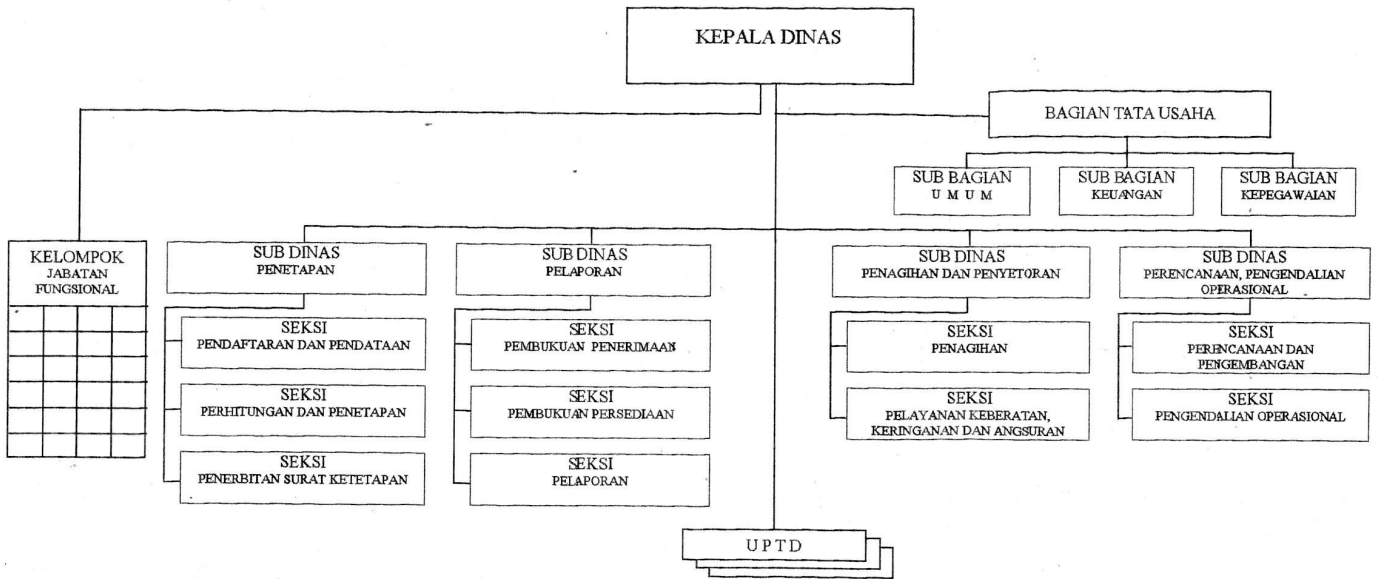 KEPALA DINAS
BAGIAN TATA USAHA
SUB BAGIAN
U M U M
SUB BAGIAN
KEUANGAN
SUB BAGIAN
KEPEGAWAIAN
KELOMPOK
JABATAN
FUNGSIONAL
SUB DINAS
PENETAPAN
SUB DINAS
PELAPORAN
SUB DINAS
PENAGIHAN DAN PENYETORAN
SUB DINAS
PERENCANAAN, PENGENDALIAN
OPERASIONAL
SEKSI
PENDAFTARAN DAN PENDATAAN
SEKSI
PERHITUNGAN DAN PENETAPAN
SEKSI
PENERBITAN SURAT KETETAPAN
SEKSI
PEMBUKUAN PENERIMAAN
SEKSI
PEMBUKUAN PERSEDIAAN
SEKSI
PELAPORAN
SEKSI
PENAGIHAN
SEKSI
PELAYANAN KEBERATAN,
KERINGANAN DAN ANGSURAN
SEKSI
PERENCANAAN DAN
PENGEMBANGAN
SEKSI
PENGENDALIAN OPERASIONAL
U P T D